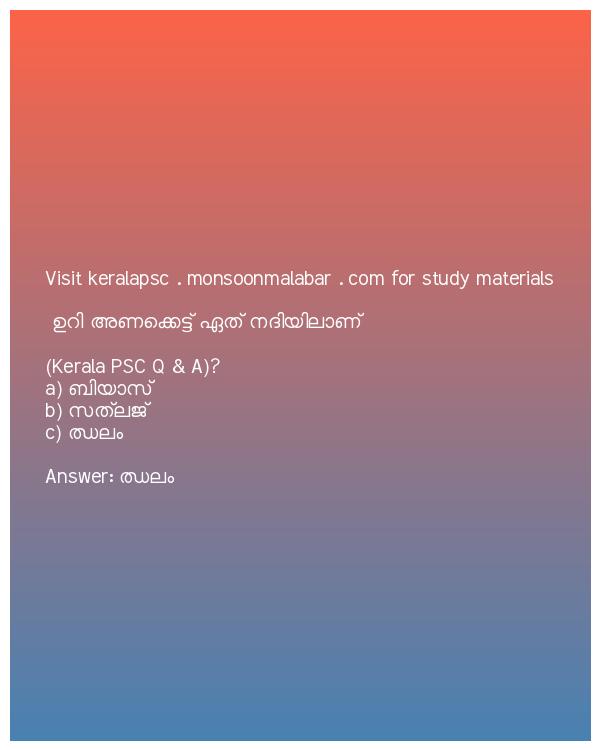 Visit keralapsc . monsoonmalabar . com for study materials
ഉറി അണക്കെട്ട് ഏത് നദിയിലാണ്
(Kerala PSC Q & A)?
a) ബിയാസ്
b) സത്ലജ്
c) ഝലം
Answer: ഝലം